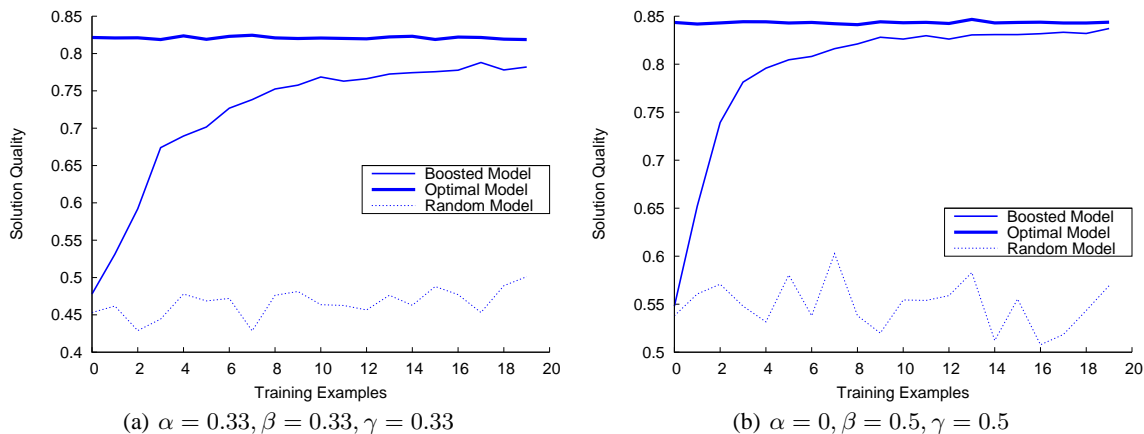 0.85
0.8
0.75
0.7
0.65
0.6
0.55
0.5
0.45
0.4
Solution Quality
0 2 4 6 8 10 12 14 16 18 20
Training Examples
Boosted Model
Optimal Model
Random Model
(a) α = 0.33, β = 0.33, γ = 0.33
0.85
0.8
0.75
0.7
0.65
0.6
0.55
0.5
Solution Quality
0 2 4 6 8 10 12 14 16 18 20
Training Examples
Boosted Model
Optimal Model
Random Model
(b) α = 0, β = 0.5, γ = 0.5